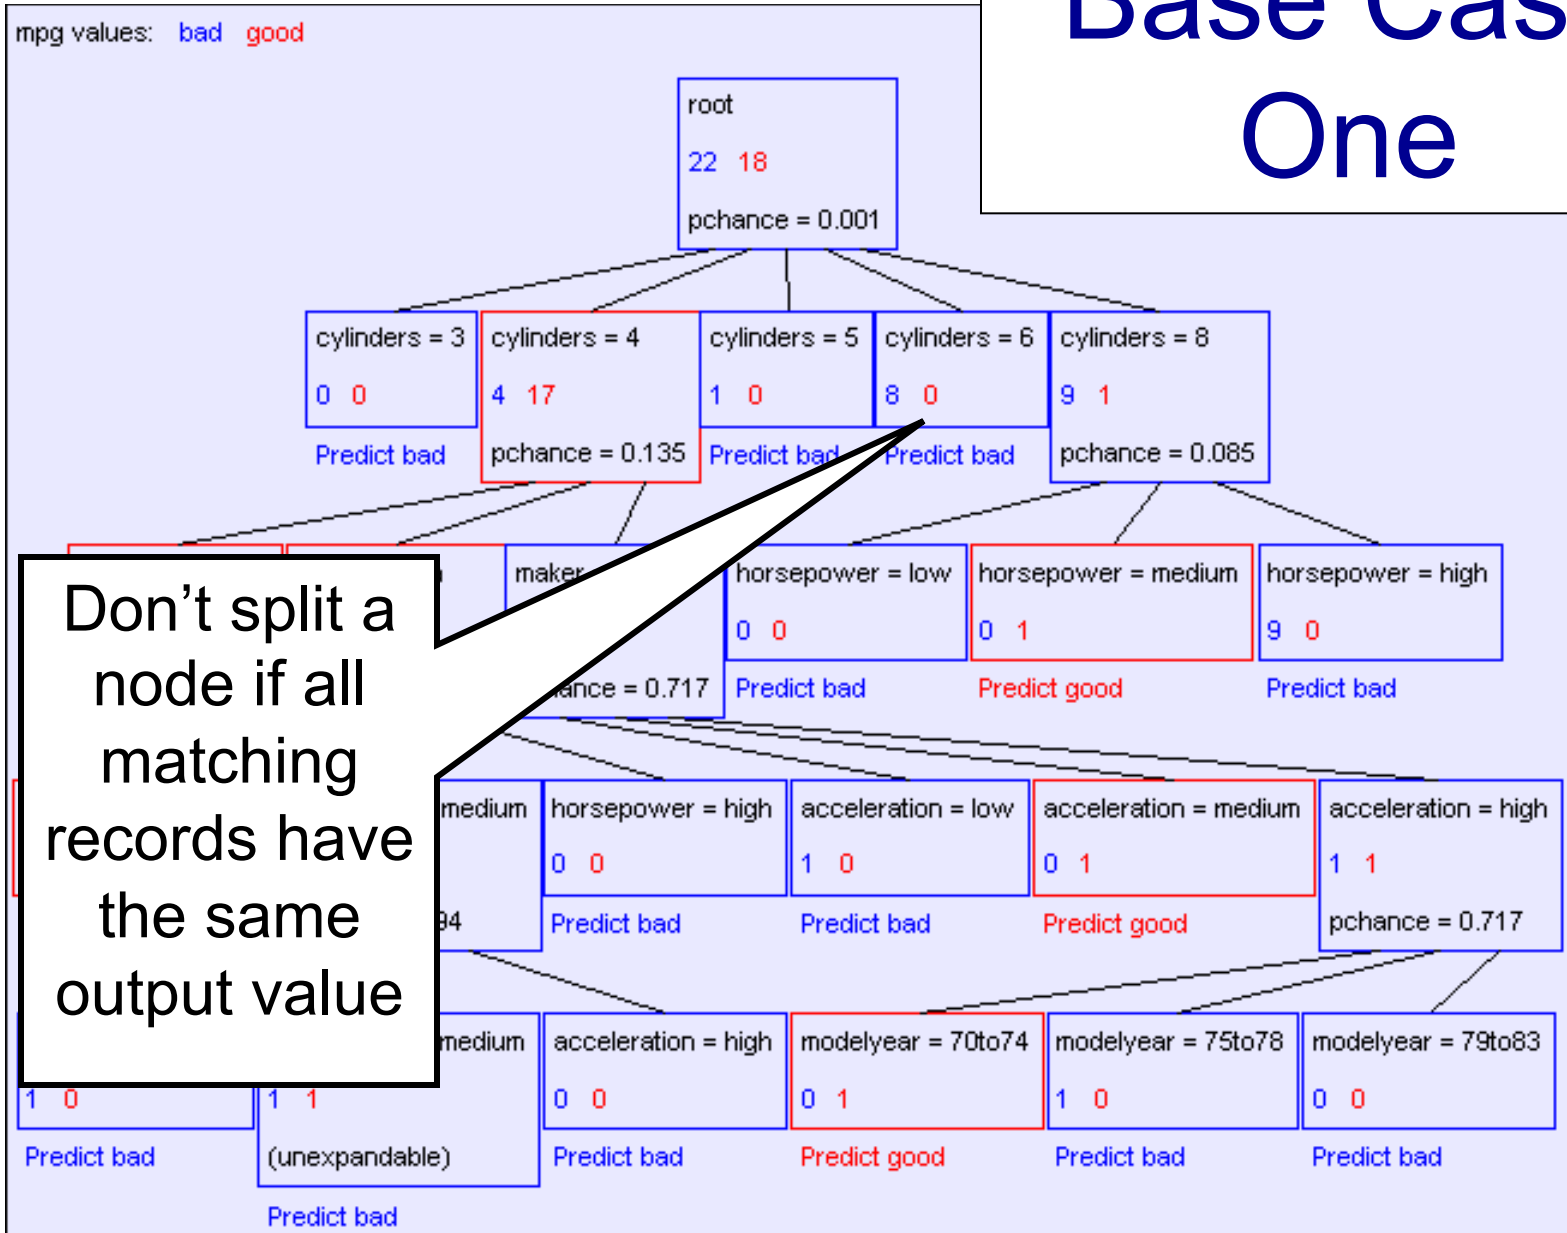 Base Cas
One
mpg values: bad good
root
22 18
pchance = 0.001
cylinders = 3 cylinders = 4 cylinders = 5 cylinders = 6 cylinders = 8
0 0 4 17 1 0 8 0 9 1
Predict bad pchance = 0.135 Predict bad Predict bad pchance = 0.085
maker horsepower = low horsepower = medium horsepower = high
0 0 0 1 9 0
= 0.717 Predict bad Predict good Predict bad
Don’t split a
node if all
matching
records have
the same
output value
medium horsepower = high acceleration = low acceleration = medium acceleration = high
0 0 1 0 0 1 1 1
94 Predict bad Predict bad Predict good pchance = 0.717
medium acceleration = high modelyear = 70to74 modelyear = 75to78 modelyear = 79to83
1 0 1 1 0 0 0 1 1 0 0 0
Predict bad (unexpandable) Predict bad Predict good Predict bad Predict bad
Predict bad